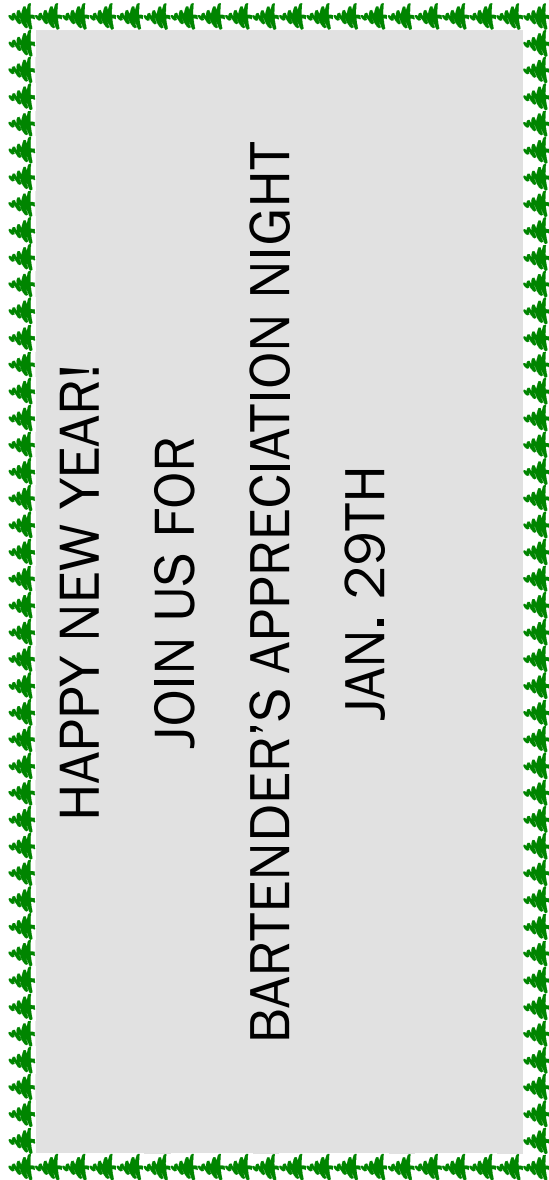 HAPPY NEW YEAR!
JOIN US FOR
BARTENDER’S APPRECIATION NIGHT
JAN. 29TH